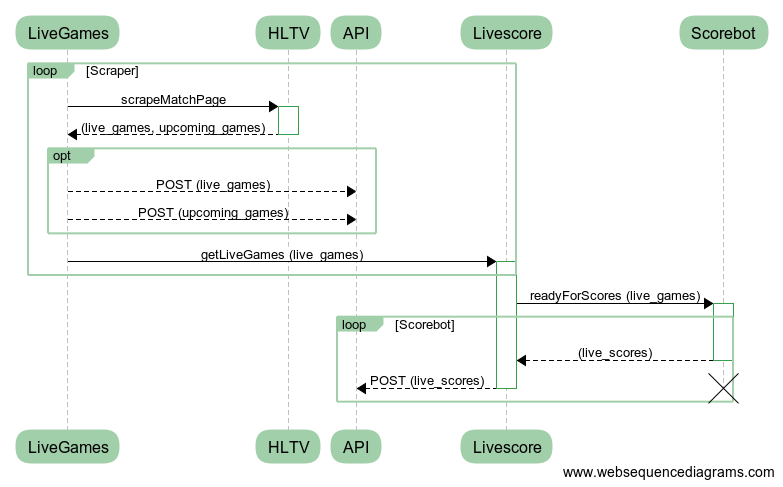 LiveGames HLTV API Livescore Scorebot
loop [Scraper]
scrapeMatchPage
(live_games, upcoming_games)
opt
POST (live_games)
POST (upcoming_games)
getLiveGames (live_games)
readyForScores (live_games)
loop [Scorebot]
(live_scores)
POST (live_scores)
LiveGames HLTV API Livescore
www.websequencediagrams.com